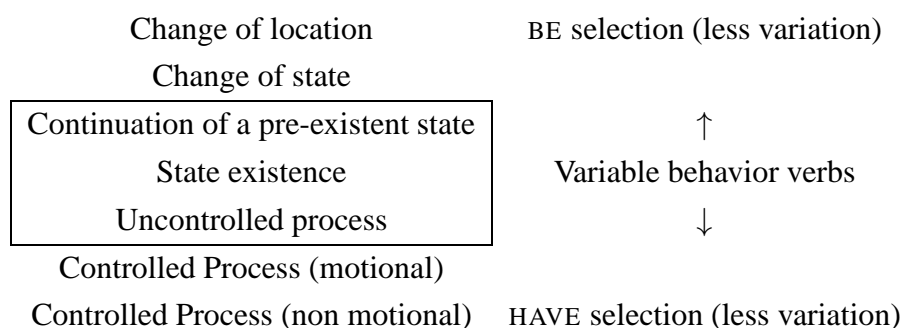 Change of location BE selection (less variation)
Change of state
Continuation of a pre-existent state ↑
State existence Variable behavior verbs
Uncontrolled process ↓
Controlled Process (motional)
Controlled Process (non motional) HAVE selection (less variation)